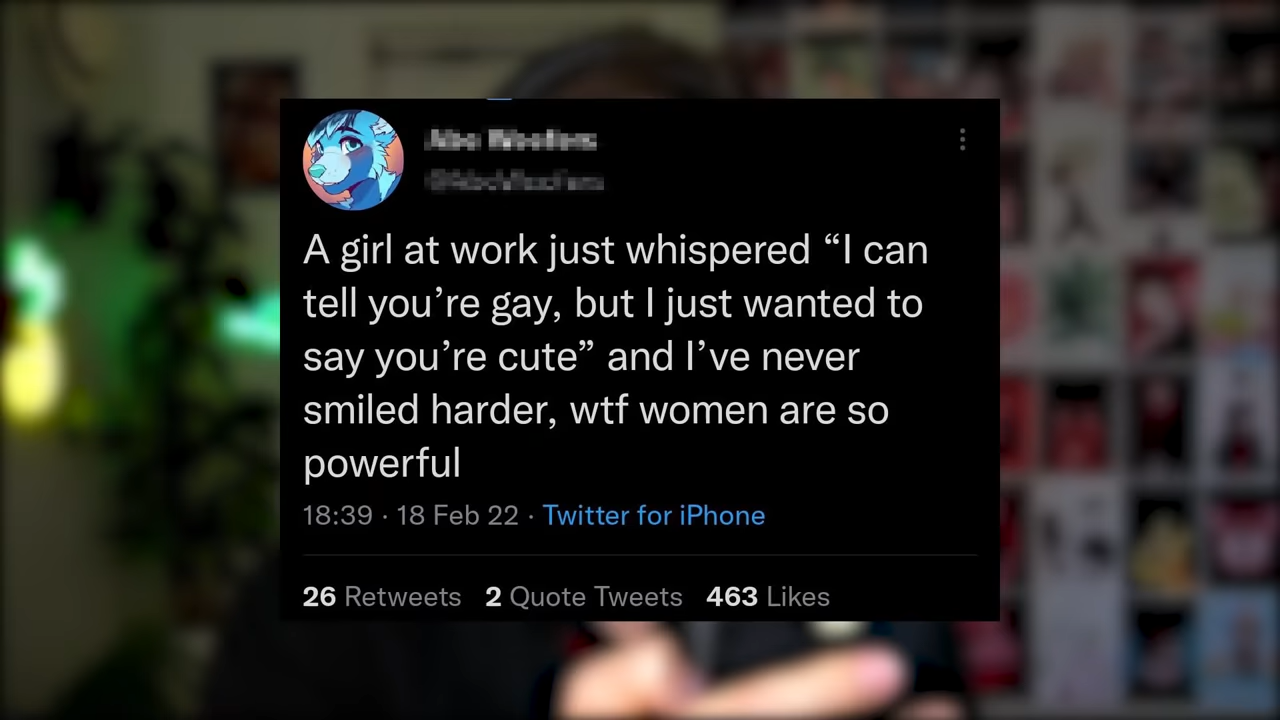 A girl at work just whispered “I can
tell you’re gay, but I just wanted to
say you’re cute” and I’ve never
smiled harder, wtf women are so
powerful
18:39 · 18 Feb 22 · Twitter for iPhone
26 Retweets 2 Quote Tweets 463 Likes